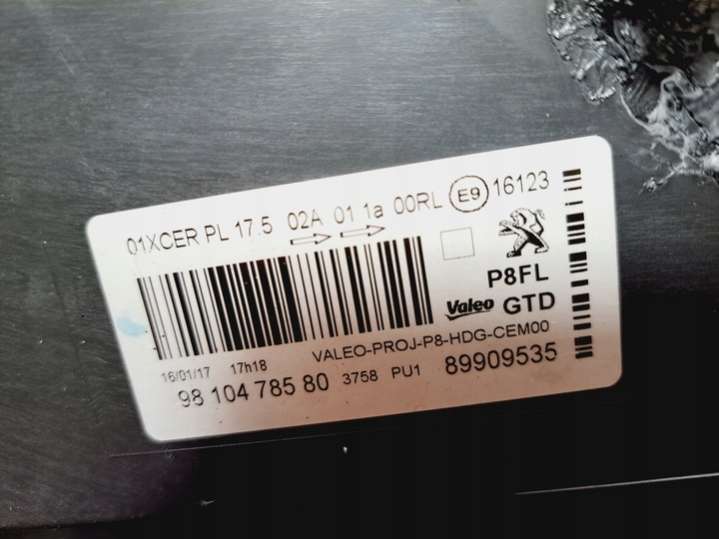 01XCER PL 17.5 02A 01 1a 00RL E9 16123
P8FL
Valeo GTD
VALEO-PROJ-P8-HDG-CEM00
16/01/17 17h18
98 104 785 80 3758 PU1 89909535